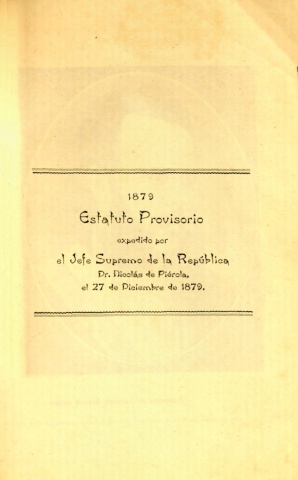 1879
Estatuto Provisorio
expedido por
el Jefe Supremo de la República
Dr. Nicolás de Piérola,
el 27 de Diciembre de 1879.